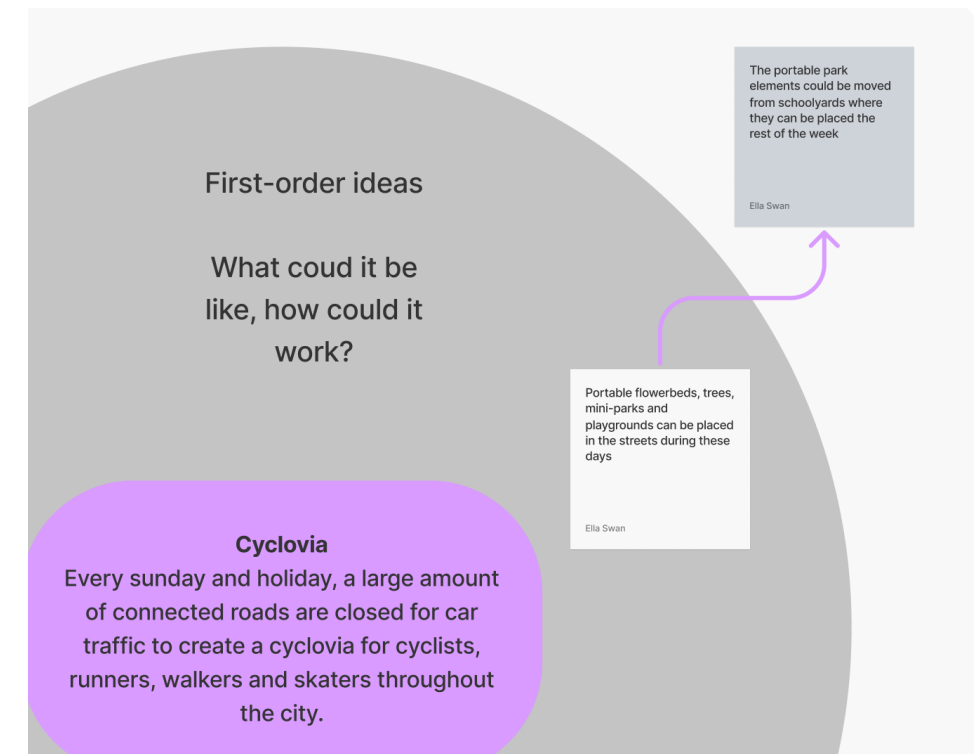 The portable park
elements could be moved
from schoolyards where
they can be placed the
rest of the week
Ella Swan
First-order ideas
What coud it be
like, how could it
work?
Portable flowerbeds, trees,
mini-parks and
playgrounds can be placed
in the streets during these
days
Ella Swan
Cyclovia
Every sunday and holiday, a large amount
of connected roads are closed for car
traffic to create a cyclovia for cyclists,
runners, walkers and skaters throughout
the city.